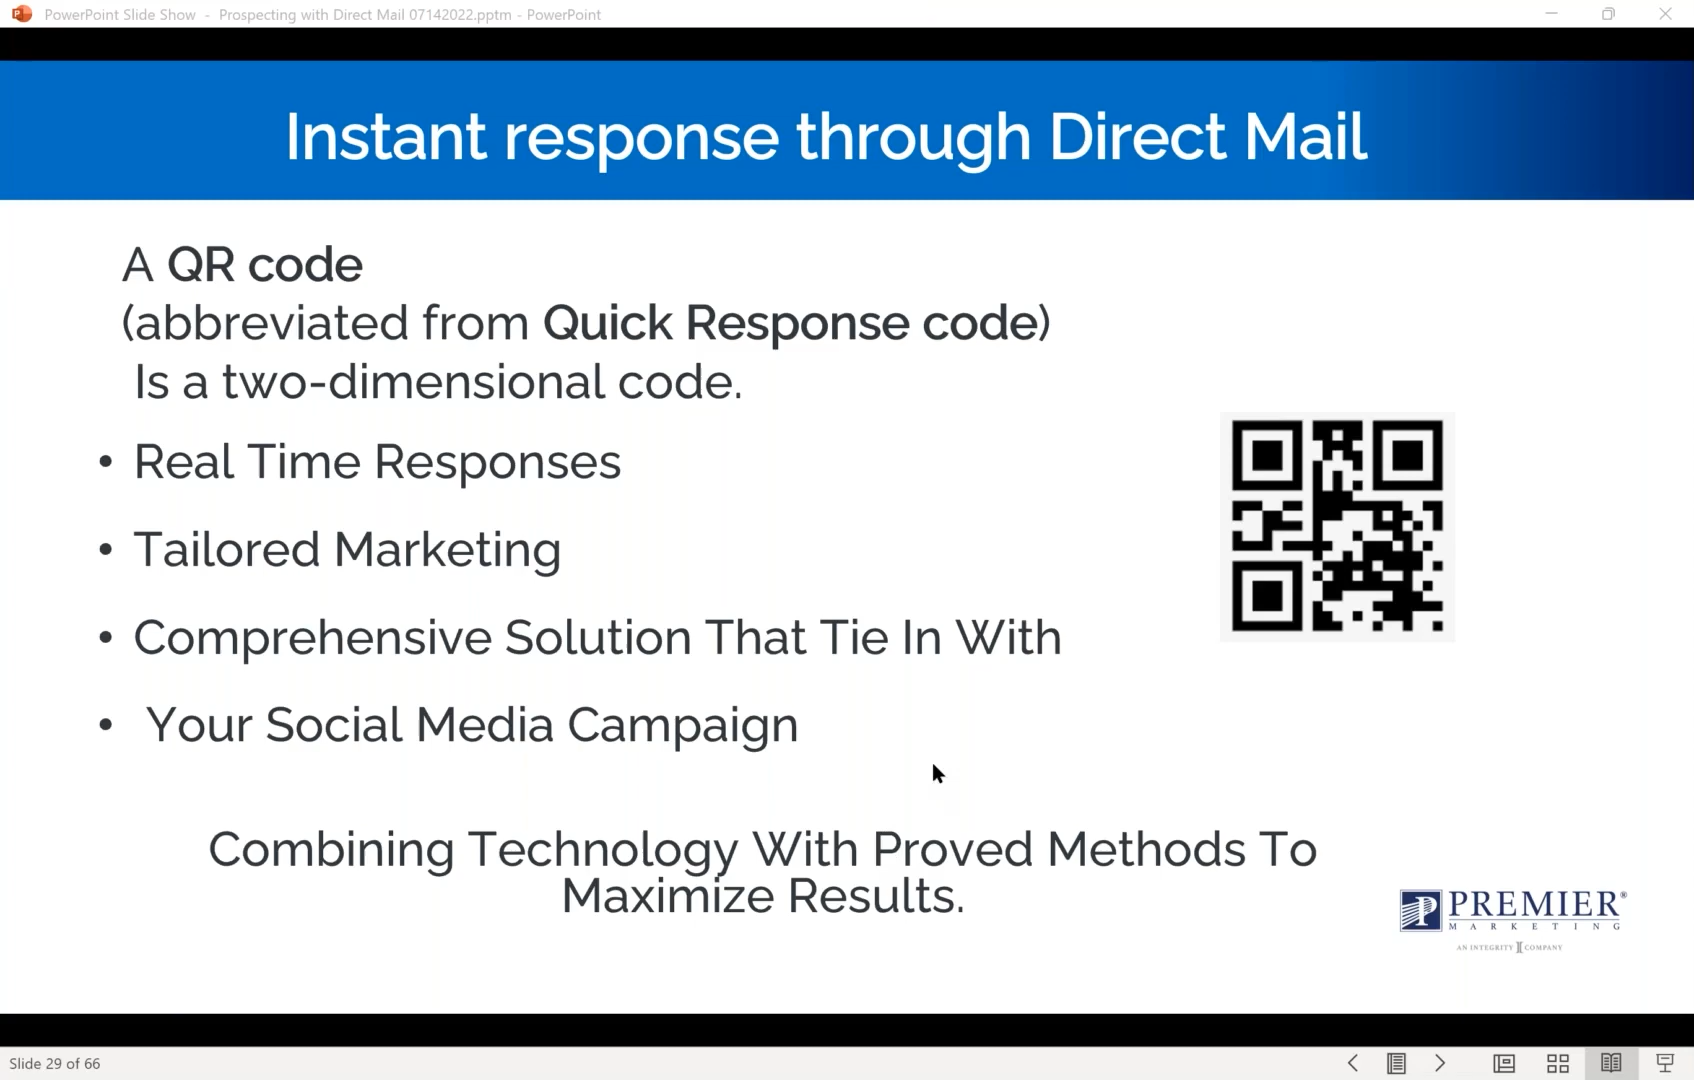 PowerPoint Slide Show - Prospecting with Direct Mail 07142022.pptm - PowerPoint
Instant response through Direct Mail
A QR code
(abbreviated from Quick Response code)
Is a two-dimensional code.
• Real Time Responses
• Tailored Marketing
• Comprehensive Solution That Tie In With
• Your Social Media Campaign
Combining Technology With Proved Methods To
Maximize Results.
PREMIER®
MARKETING
AN INTEGRITY COMPANY
Slide 29 of 66